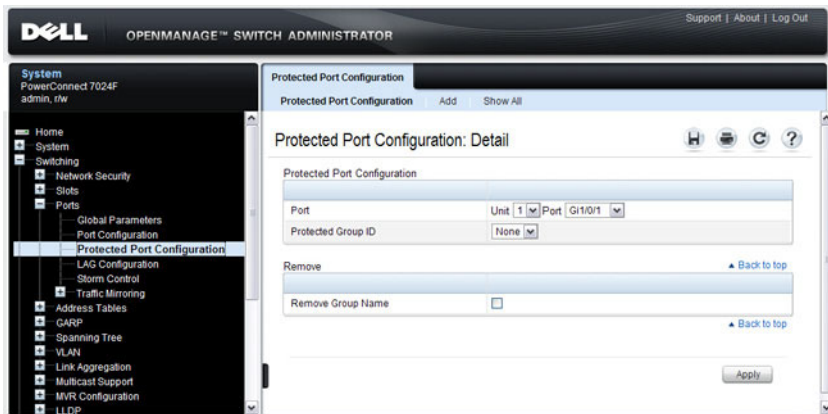 Support | About | Log Out
DELL OPENMANAGE™ SWITCH ADMINISTRATOR
System
PowerConnect 7024F
admin, r/w
Home
System
Switching
Network Security
Slots
Ports
Global Parameters
Port Configuration
Protected Port Configuration
LAG Configuration
Storm Control
Traffic Mirroring
Address Tables
GARP
Spanning Tree
VLAN
Link Aggregation
Multicast Support
MVR Configuration
LLDP
Protected Port Configuration
Protected Port Configuration Add Show All
Protected Port Configuration: Detail
Protected Port Configuration
Port Unit 1 Port Gi1/0/1
Protected Group ID None
Remove Back to top
Remove Group Name
Back to top
Apply